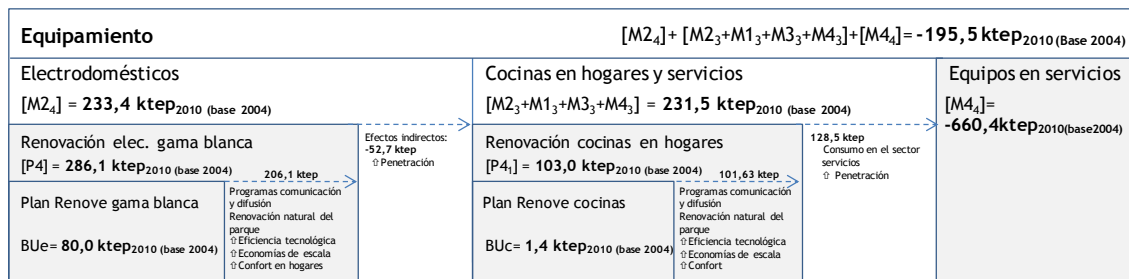 Equipamiento
[M2₄]+ [M2₃+M1₃+M3₃+M4₃]+[M4₄]= -195,5 ktep2010 (Base 2004)
Electrodomésticos
[M2₄] = 233,4 ktep2010 (base 2004)
Renovación elec. gama blanca
[P4] = 286,1 ktep2010 (base 2004)
Plan Renove gama blanca
BUe= 80,0 ktep2010 (base 2004)
206,1 ktep
Programas comunicación
y difusión
Renovación natural del
parque
⇧Eficiencia tecnológica
⇧Economías de escala
⇧Confort en hogares
Efectos indirectos:
-52,7 ktep
⇧Penetración
Cocinas en hogares y servicios
[M2₃+M1₃+M3₃+M4₃] = 231,5 ktep2010 (base 2004)
Renovación cocinas en hogares
[P4₁] = 103,0 ktep2010 (base 2004)
Plan Renove cocinas
BUc= 1,4 ktep2010 (base 2004)
101,63 ktep
Programas comunicación
y difusión
Renovación natural del
parque
⇧Eficiencia tecnológica
⇧Economías de escala
⇧Confort
128,5 ktep
Consumo en el sector
servicios
⇧ Penetración
Equipos en servicios
[M4₄]=
-660,4ktep2010(base2004)